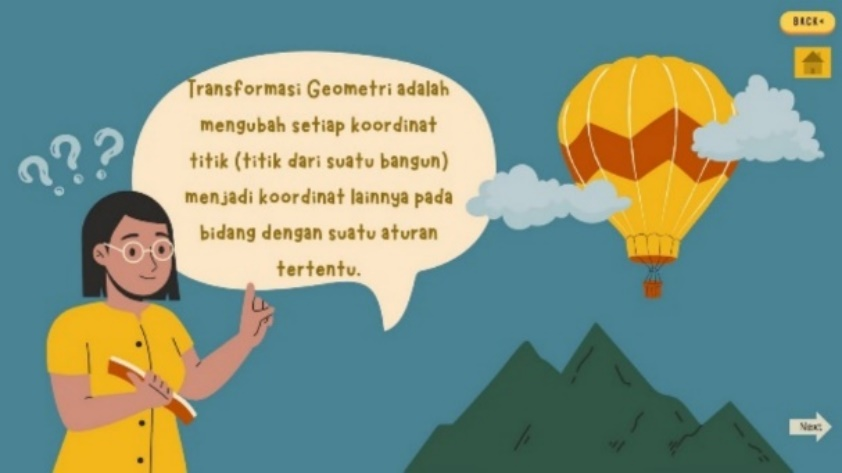 BACK
Transformasi Geometri adalah
mengubah setiap koordinat
titik (titik dari suatu bangun)
menjadi koordinat lainnya pada
bidang dengan suatu aturan
tertentu.
???
Next